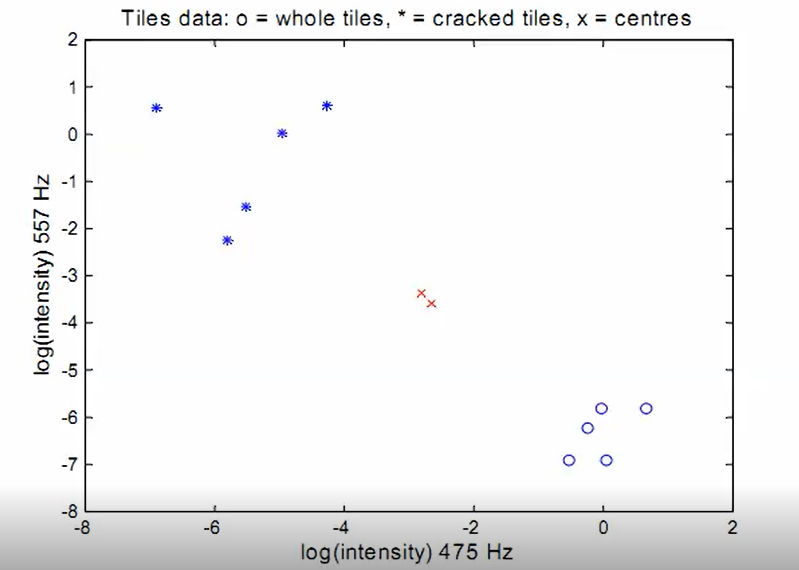 Tiles data: o = whole tiles, * = cracked tiles, x = centres
2
1
0
-1
-2
-3
-4
-5
-6
-7
-8
log(intensity) 557 Hz
-8 -6 -4 -2 0 2
log(intensity) 475 Hz